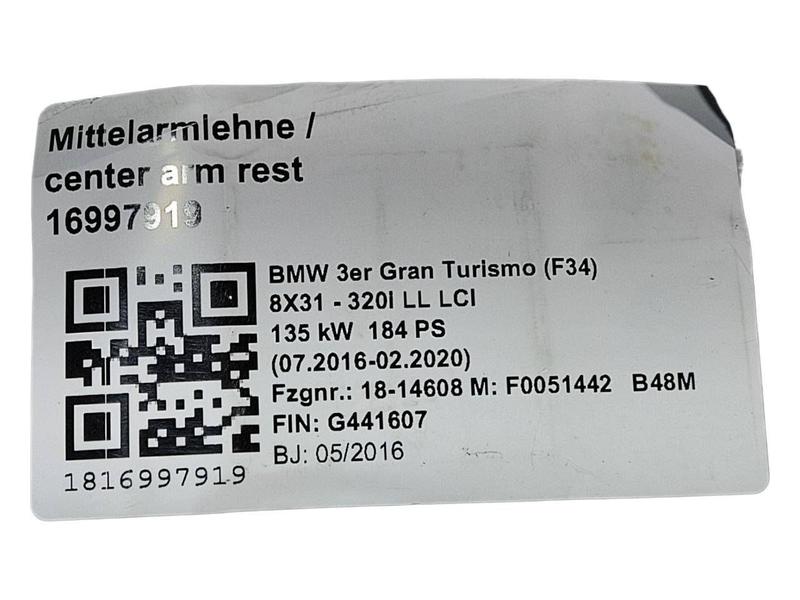 Mittelarmlehne /
center arm rest
16997919
BMW 3er Gran Turismo (F34)
8X31 - 320I LL LCI
135 kW 184 PS
(07.2016-02.2020)
Fzgnr.: 18-14608 M: F0051442 B48M
FIN: G441607
BJ: 05/2016
1816997919